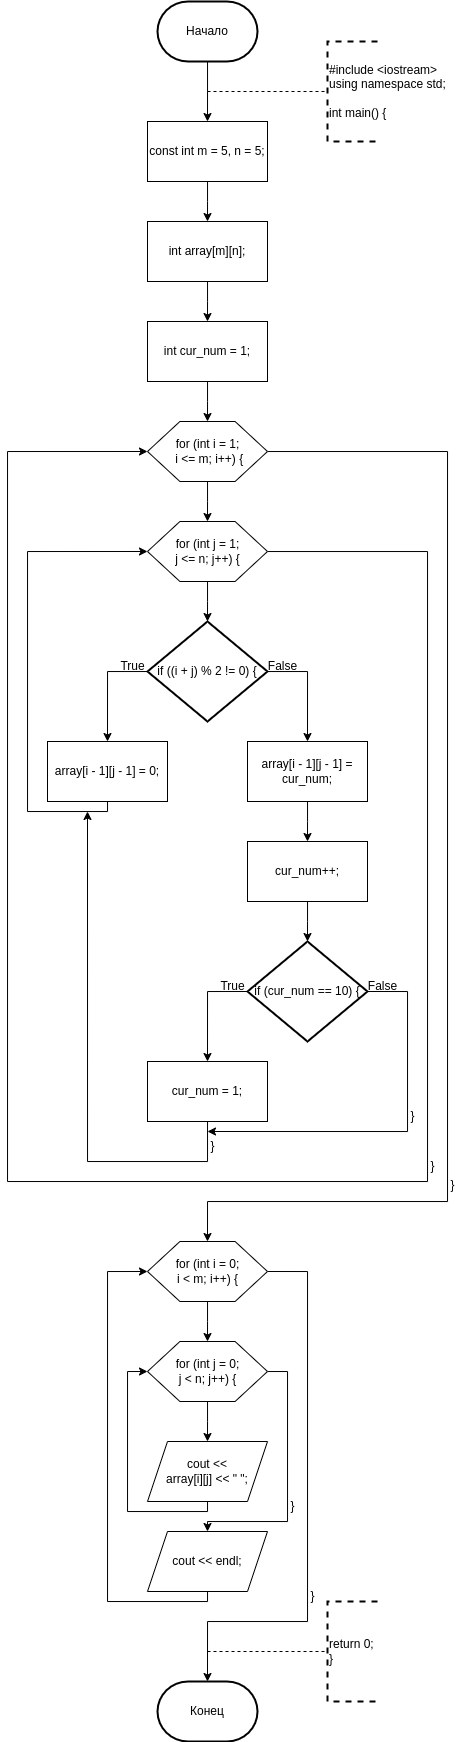 Начало
#include <iostream>
using namespace std;
int main() {
const int m = 5, n = 5;
int array[m][n];
int cur_num = 1;
for (int i = 1;
i <= m; i++) {
for (int j = 1;
j <= n; j++) {
True
if ((i + j) % 2 != 0) {
False
array[i - 1][j - 1] = 0;
array[i - 1][j - 1] =
cur_num;
cur_num++;
True
if (cur_num == 10) {
False
cur_num = 1;
}
}
}
}
for (int i = 0;
i < m; i++) {
for (int j = 0;
j < n; j++) {
cout <<
array[i][j] << " ";
}
cout << endl;
}
return 0;
}
Конец